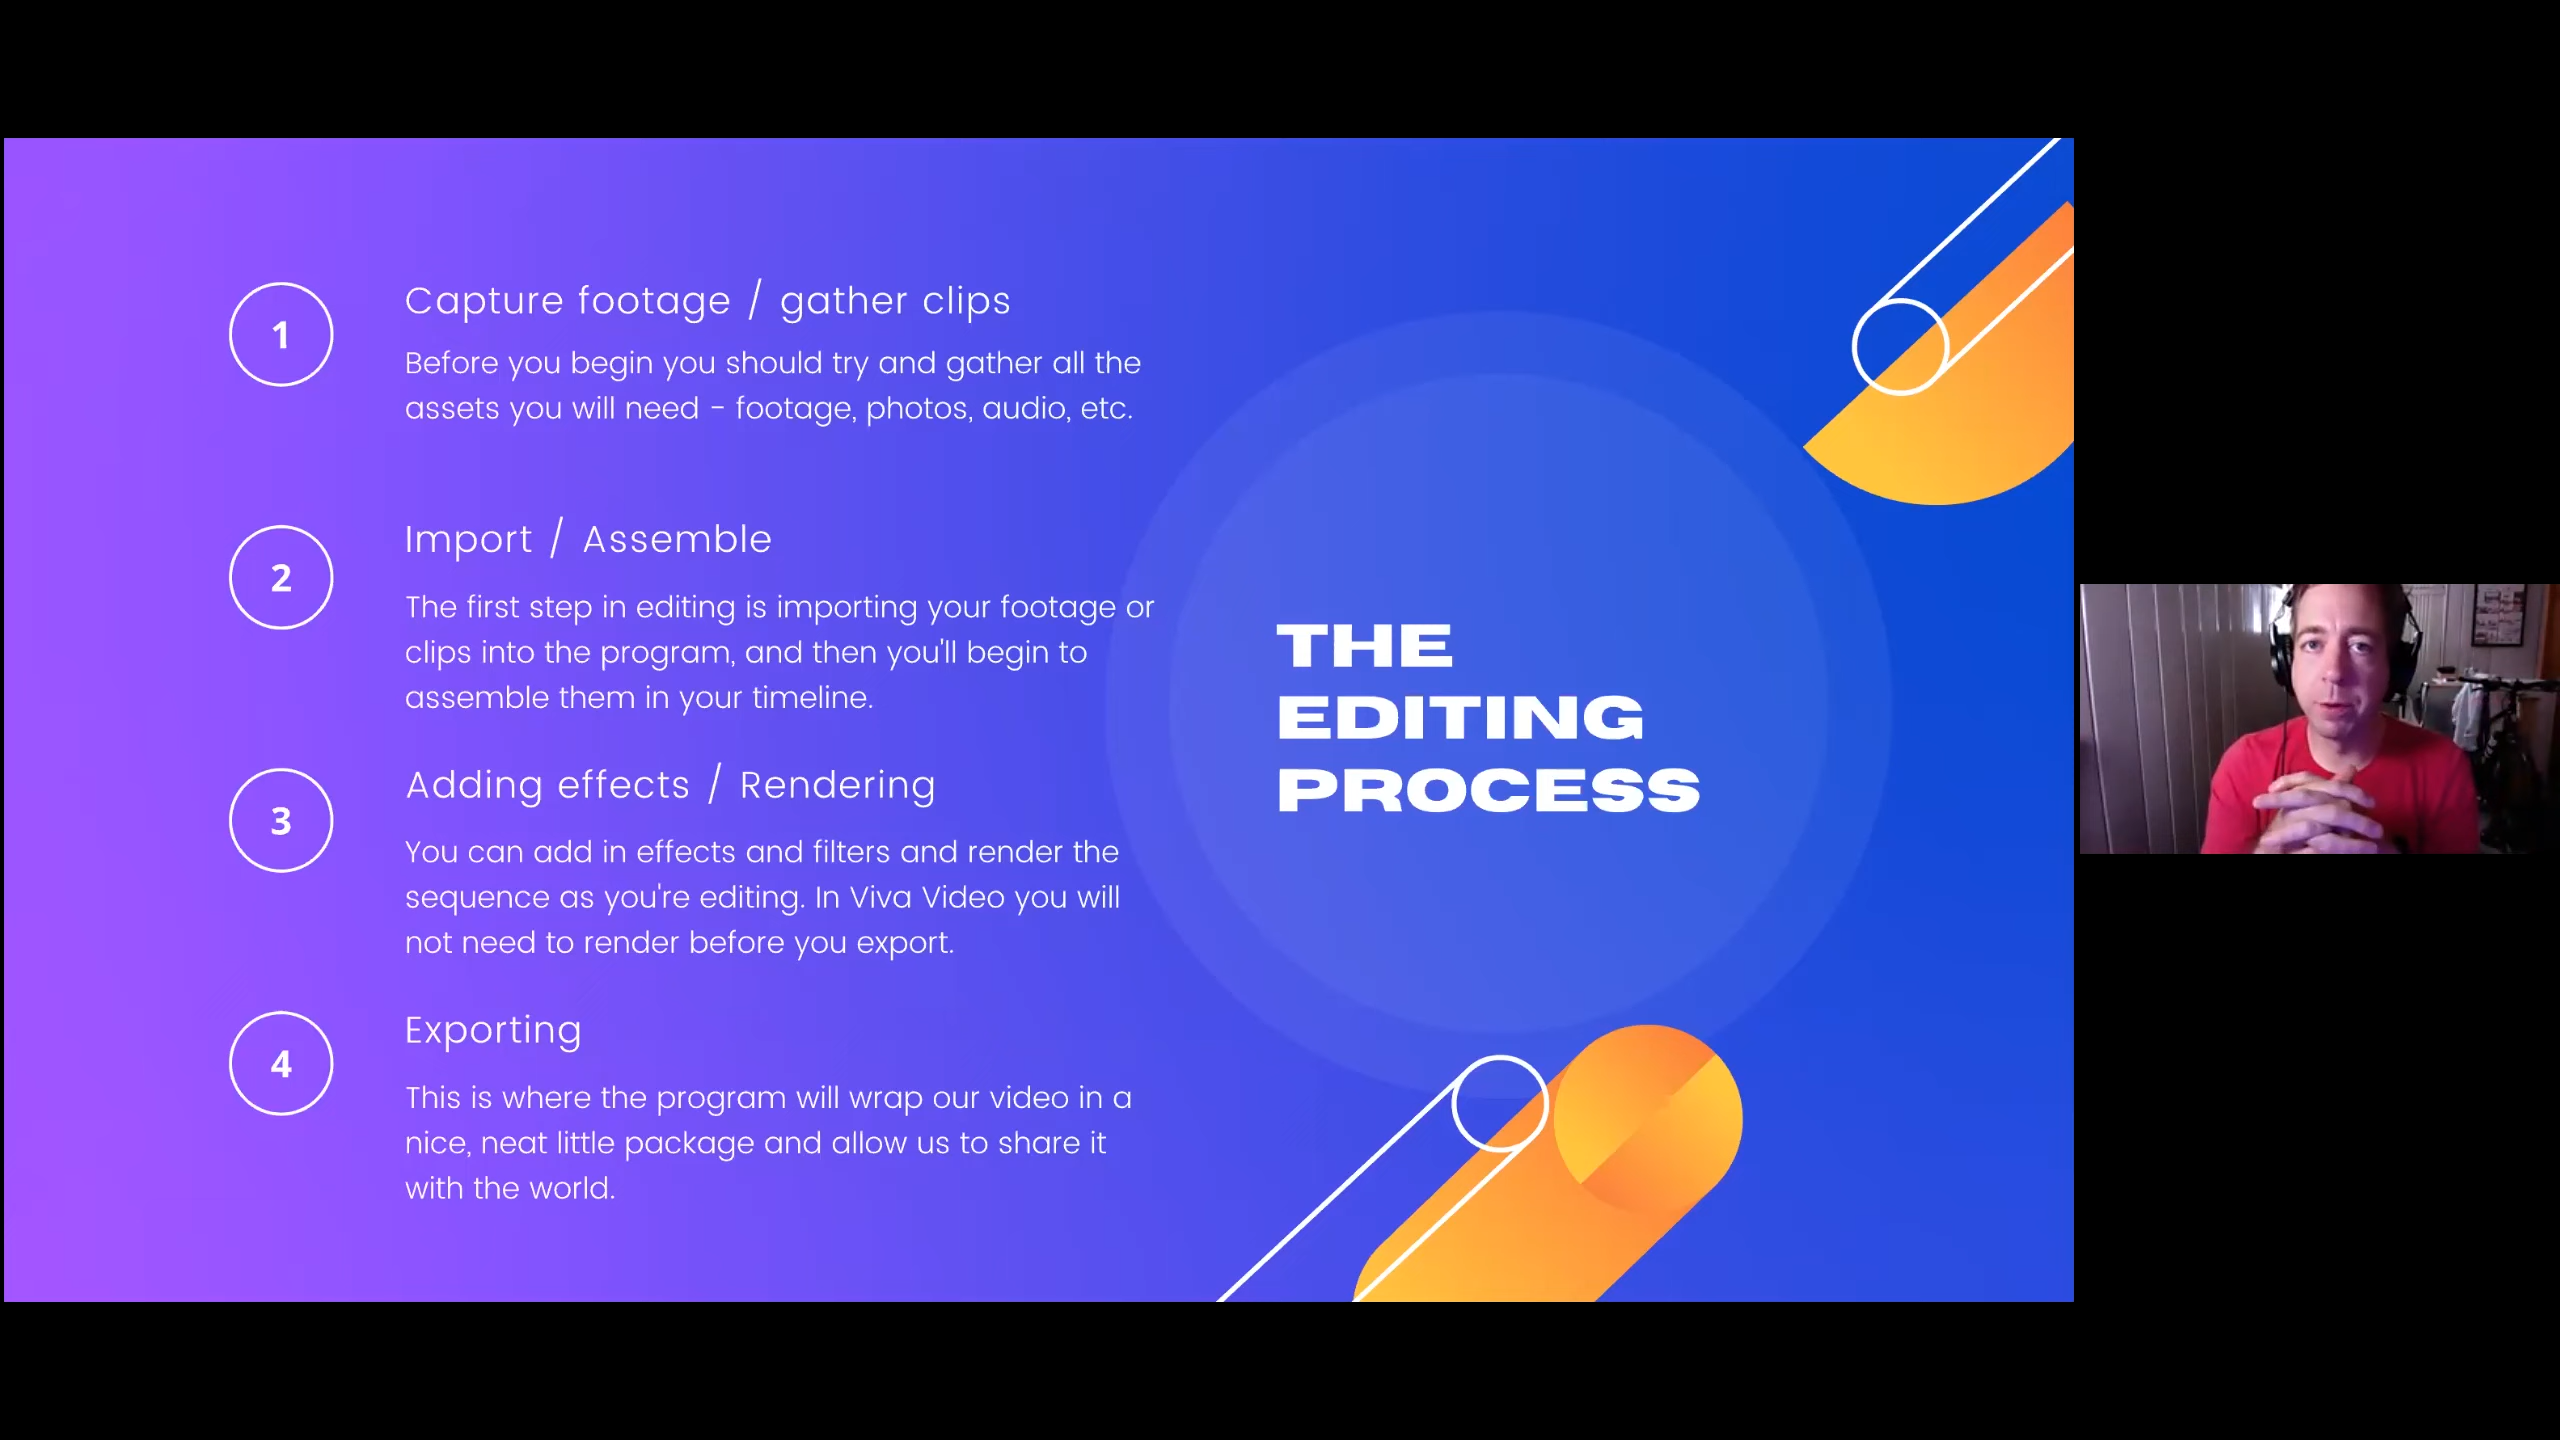 1
Capture footage / gather clips
Before you begin you should try and gather all the
assets you will need - footage, photos, audio, etc.
2
Import / Assemble
The first step in editing is importing your footage or
clips into the program, and then you'll begin to
assemble them in your timeline.
3
Adding effects / Rendering
You can add in effects and filters and render the
sequence as you're editing. In Viva Video you will
not need to render before you export.
4
Exporting
This is where the program will wrap our video in a
nice, neat little package and allow us to share it
with the world.
THE
EDITING
PROCESS